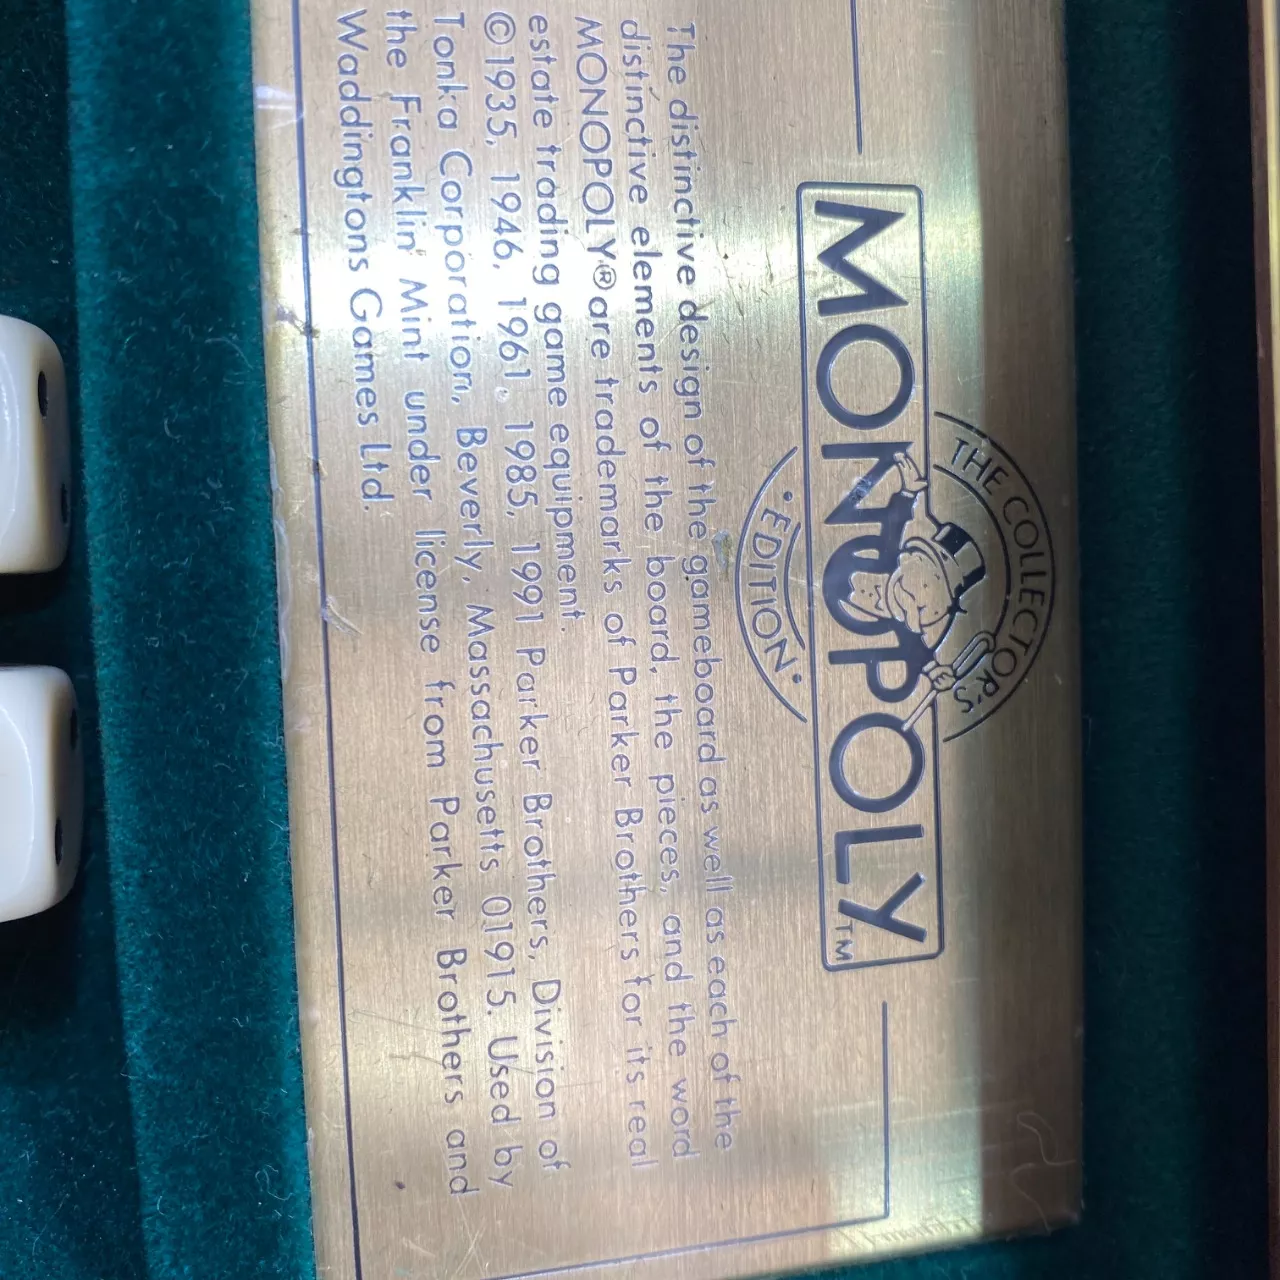 THE COLLECTOR'S
MONOPOLY™
• EDITION •
The distinctive design of the gameboard as well as each of the
distinctive elements of the board, the pieces, and the word
MONOPOLY® are trademarks of Parker Brothers for its real
estate trading game equipment.
©1935, 1946, 1961, 1985, 1991 Parker Brothers, Division of
Tonka Corporation, Beverly, Massachusetts 01915. Used by
the Franklin Mint under license from Parker Brothers and
Waddingtons Games Ltd.